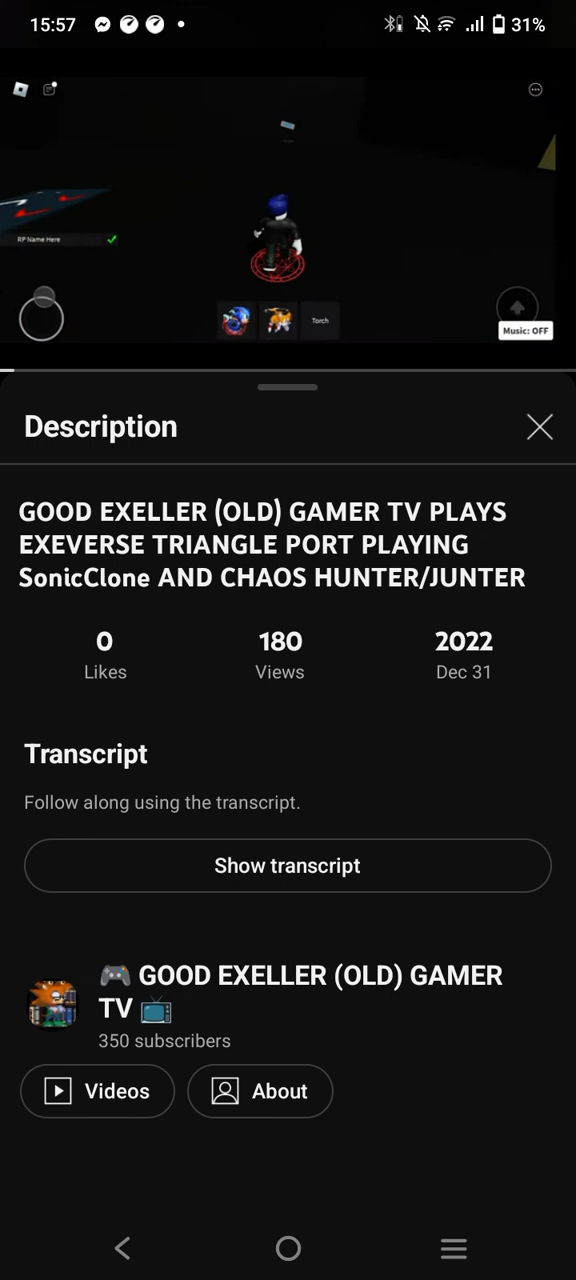 15:57
31%
RP Name Here
Torch
Music: OFF
Description
GOOD EXELLER (OLD) GAMER TV PLAYS
EXEVERSE TRIANGLE PORT PLAYING
SonicClone AND CHAOS HUNTER/JUNTER
0
180
2022
Likes
Views
Dec 31
Transcript
Follow along using the transcript.
Show transcript
🎮 GOOD EXELLER (OLD) GAMER
TV 📺
350 subscribers
Videos
About